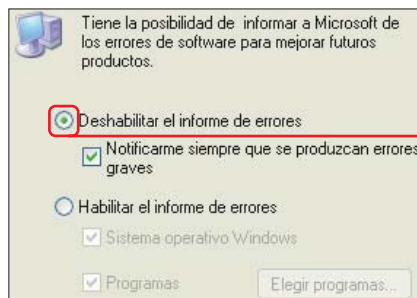 Tiene la posibilidad de informar a Microsoft de
los errores de software para mejorar futuros
productos.
Deshabilitar el informe de errores
Notificarme siempre que se produzcan errores
graves
Habilitar el informe de errores
Sistema operativo Windows
Programas
Elegir programas...